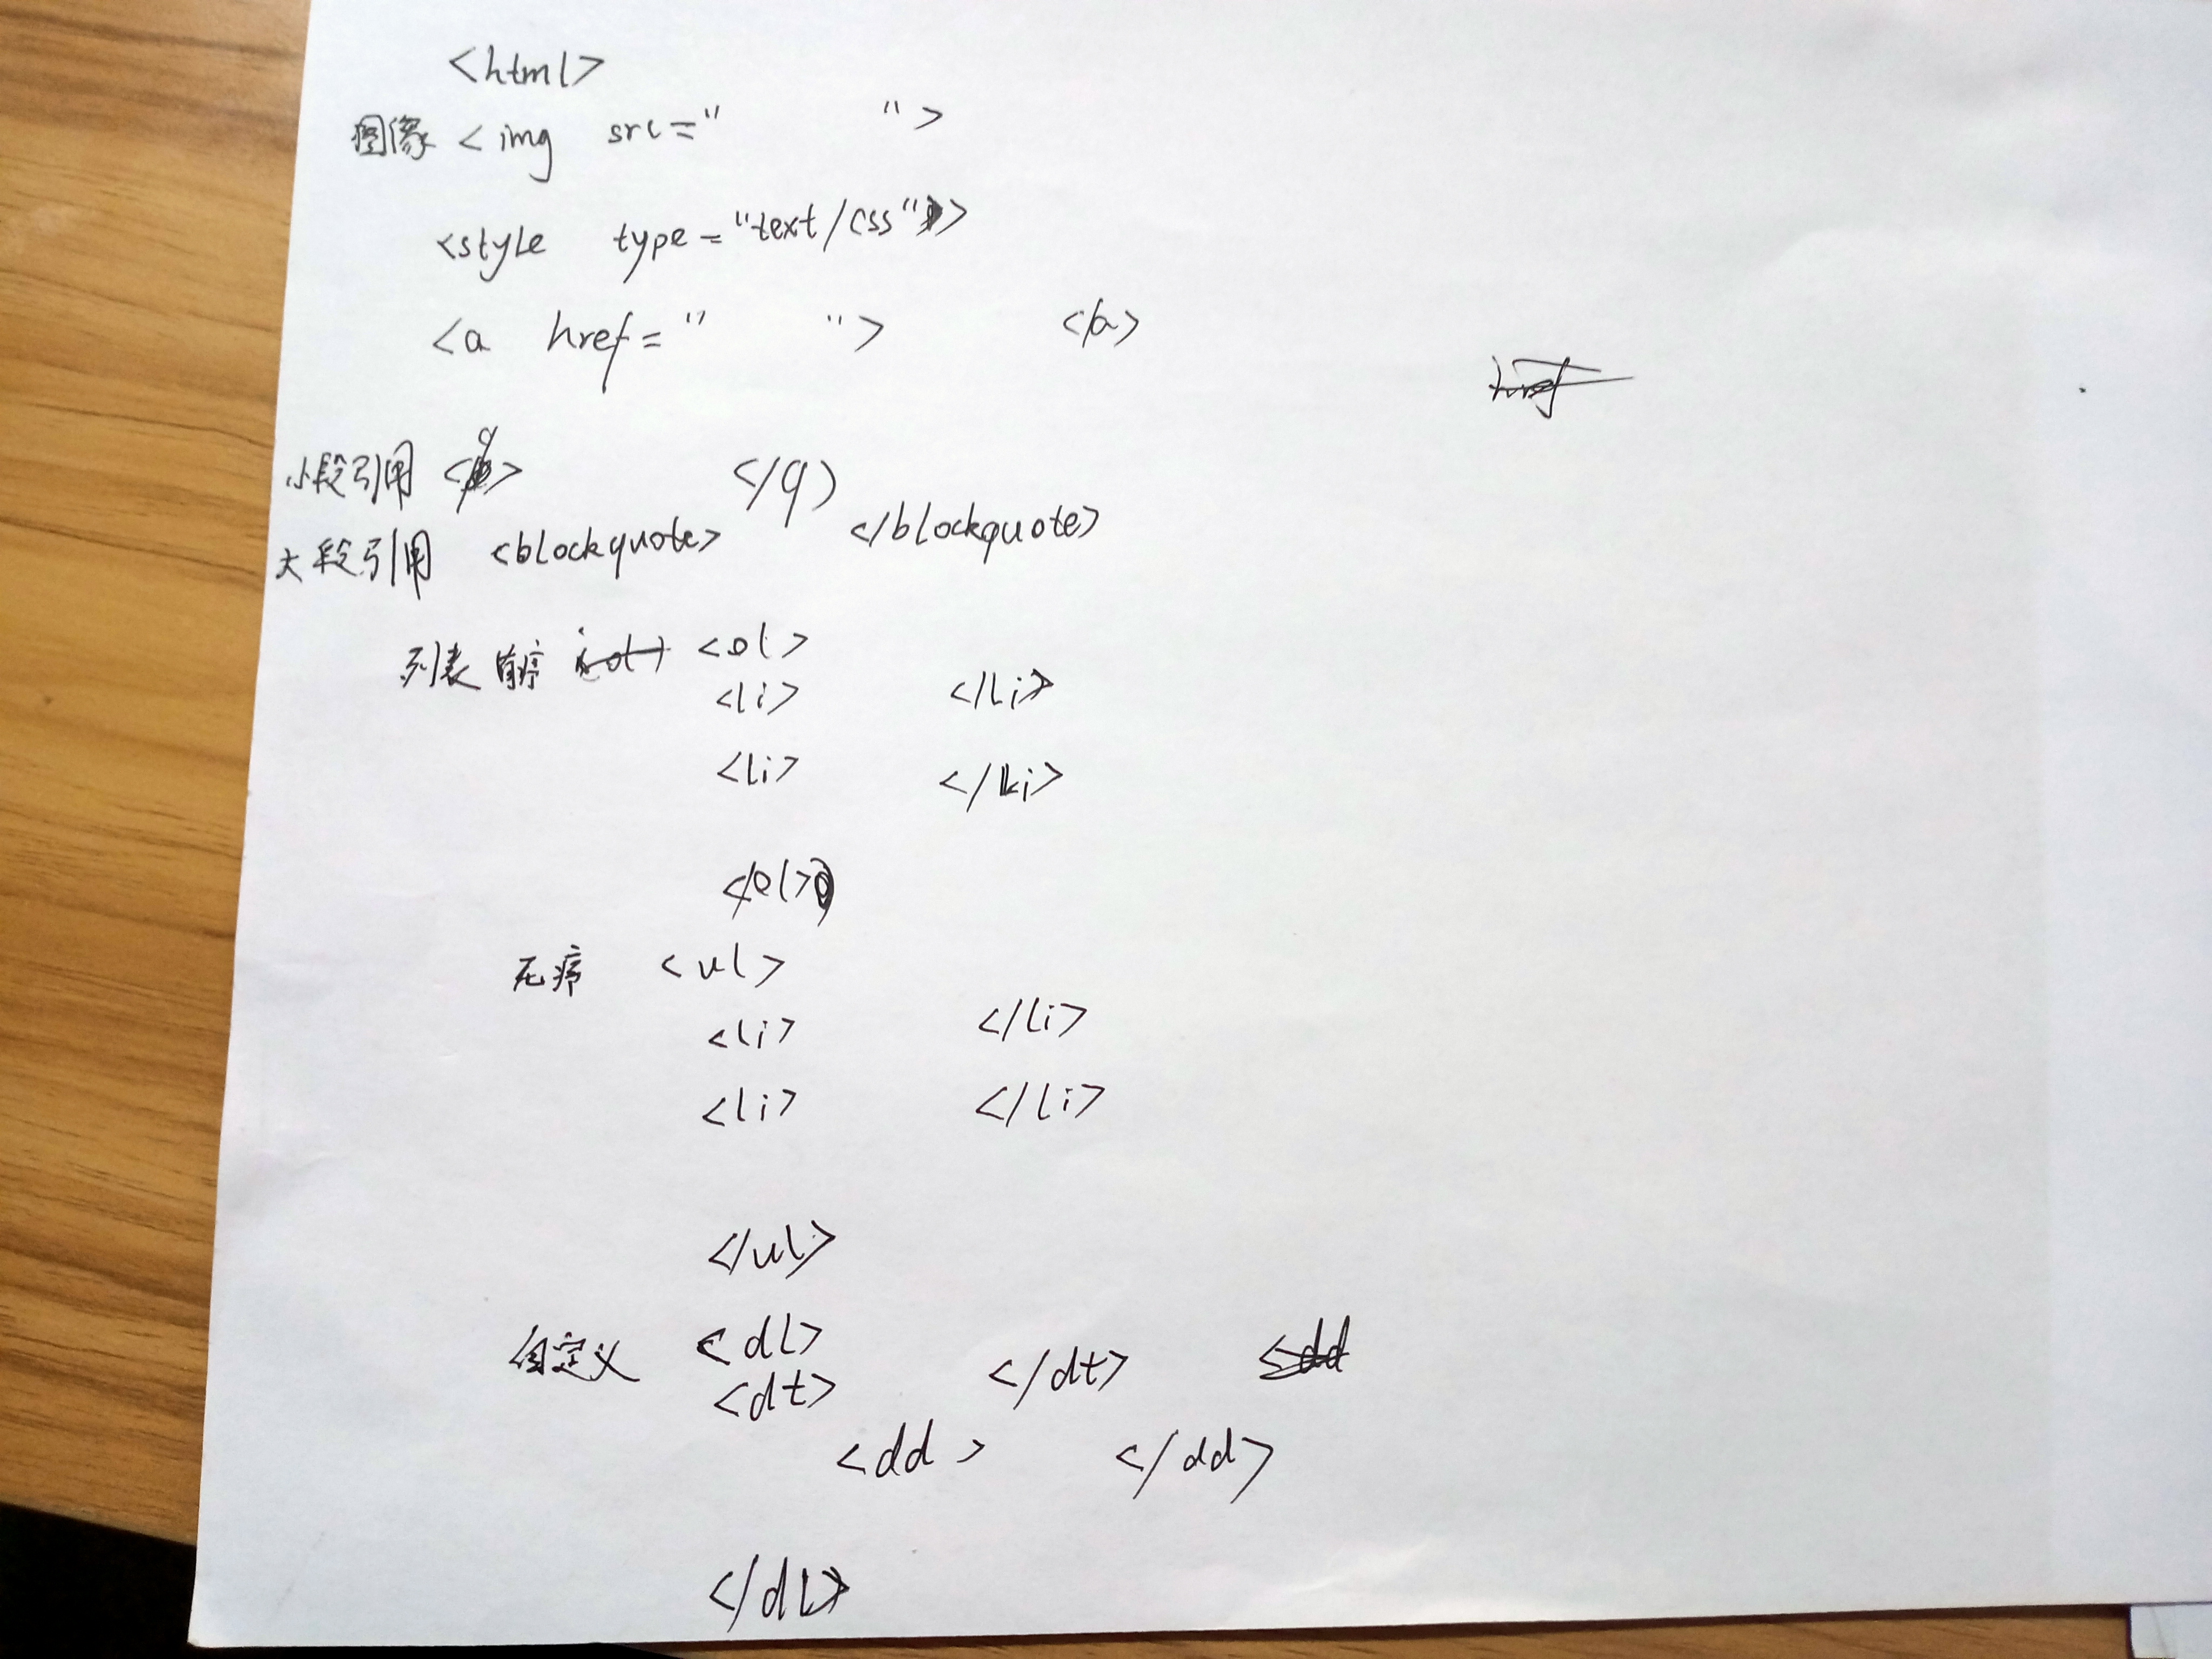 <html>
图像 <img src=" ">
<style type="text/css">
<a href=" "> </a>
href
小段引用 <q> </q)
大段引用 <blockquote> </blockquote>
列表 有序 <ol>
<li> </li>
<li> </li>
</ol>
无序 <ul>
<li> </li>
<li> </li>
</ul>
自定义 <dl>
<dt> </dt> <dd
<dd> </dd>
</dl>